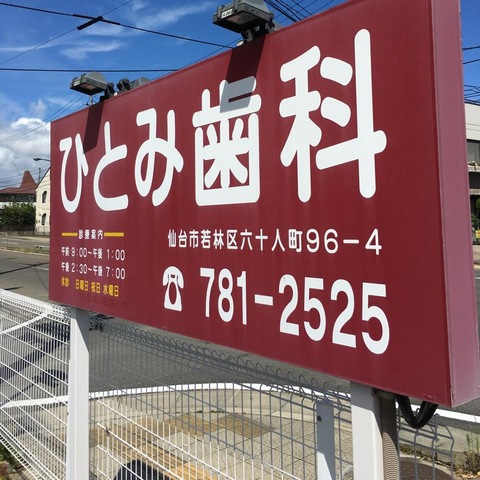 ひとみ歯科
診療案内
午前 9:00~午後 1:00
午後 2:30~午後 7:00
休診 日曜日 祝日 水曜日
仙台市若林区六十人町96-4
☎ 781-2525